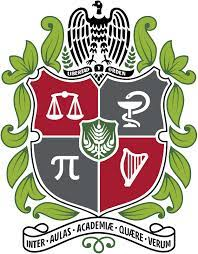 LIBERTAD Y ORDEN
π
INTER · AULAS · ACADEMIÆ · QUÆRE · VERUM